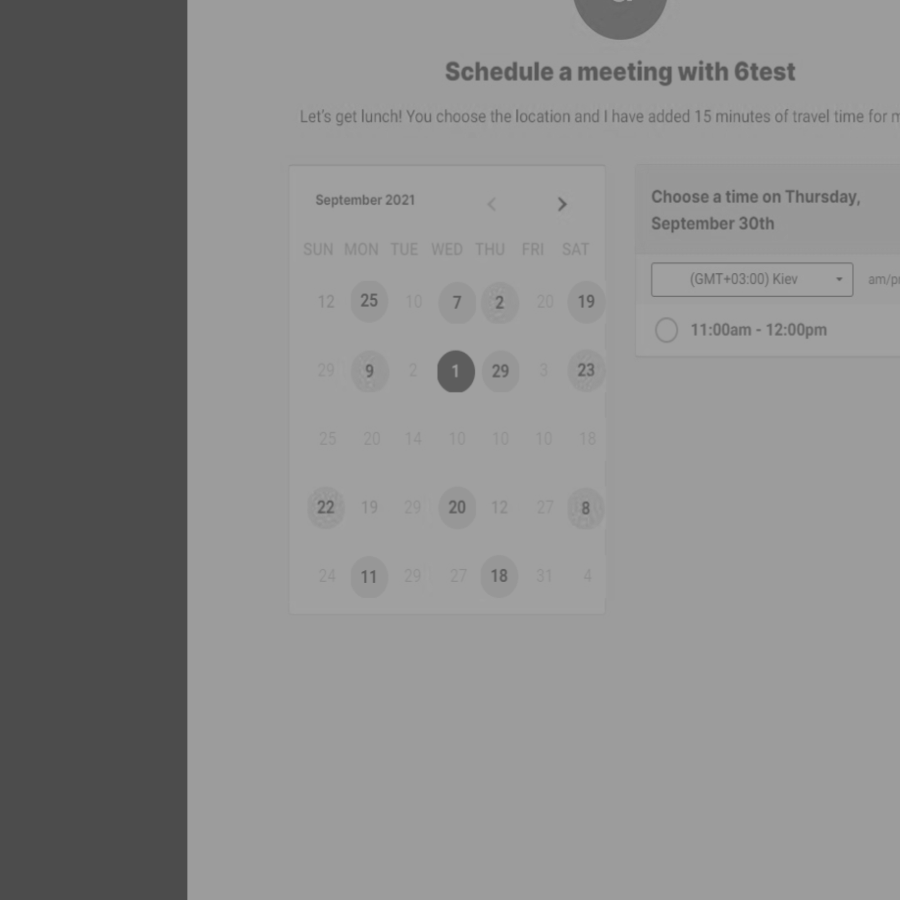 Schedule a meeting with 6test
Let's get lunch! You choose the location and I have added 15 minutes of travel time for
September 2021
SUN MON TUE WED THU FRI SAT
12 25 10 7 2 20 19
29 9 2 1 29 3 23
25 20 14 10 10 10 18
22 19 29 20 12 27 8
24 11 29 27 18 31 4
Choose a time on Thursday,
September 30th
(GMT+03:00) Kiev
11:00am - 12:00pm